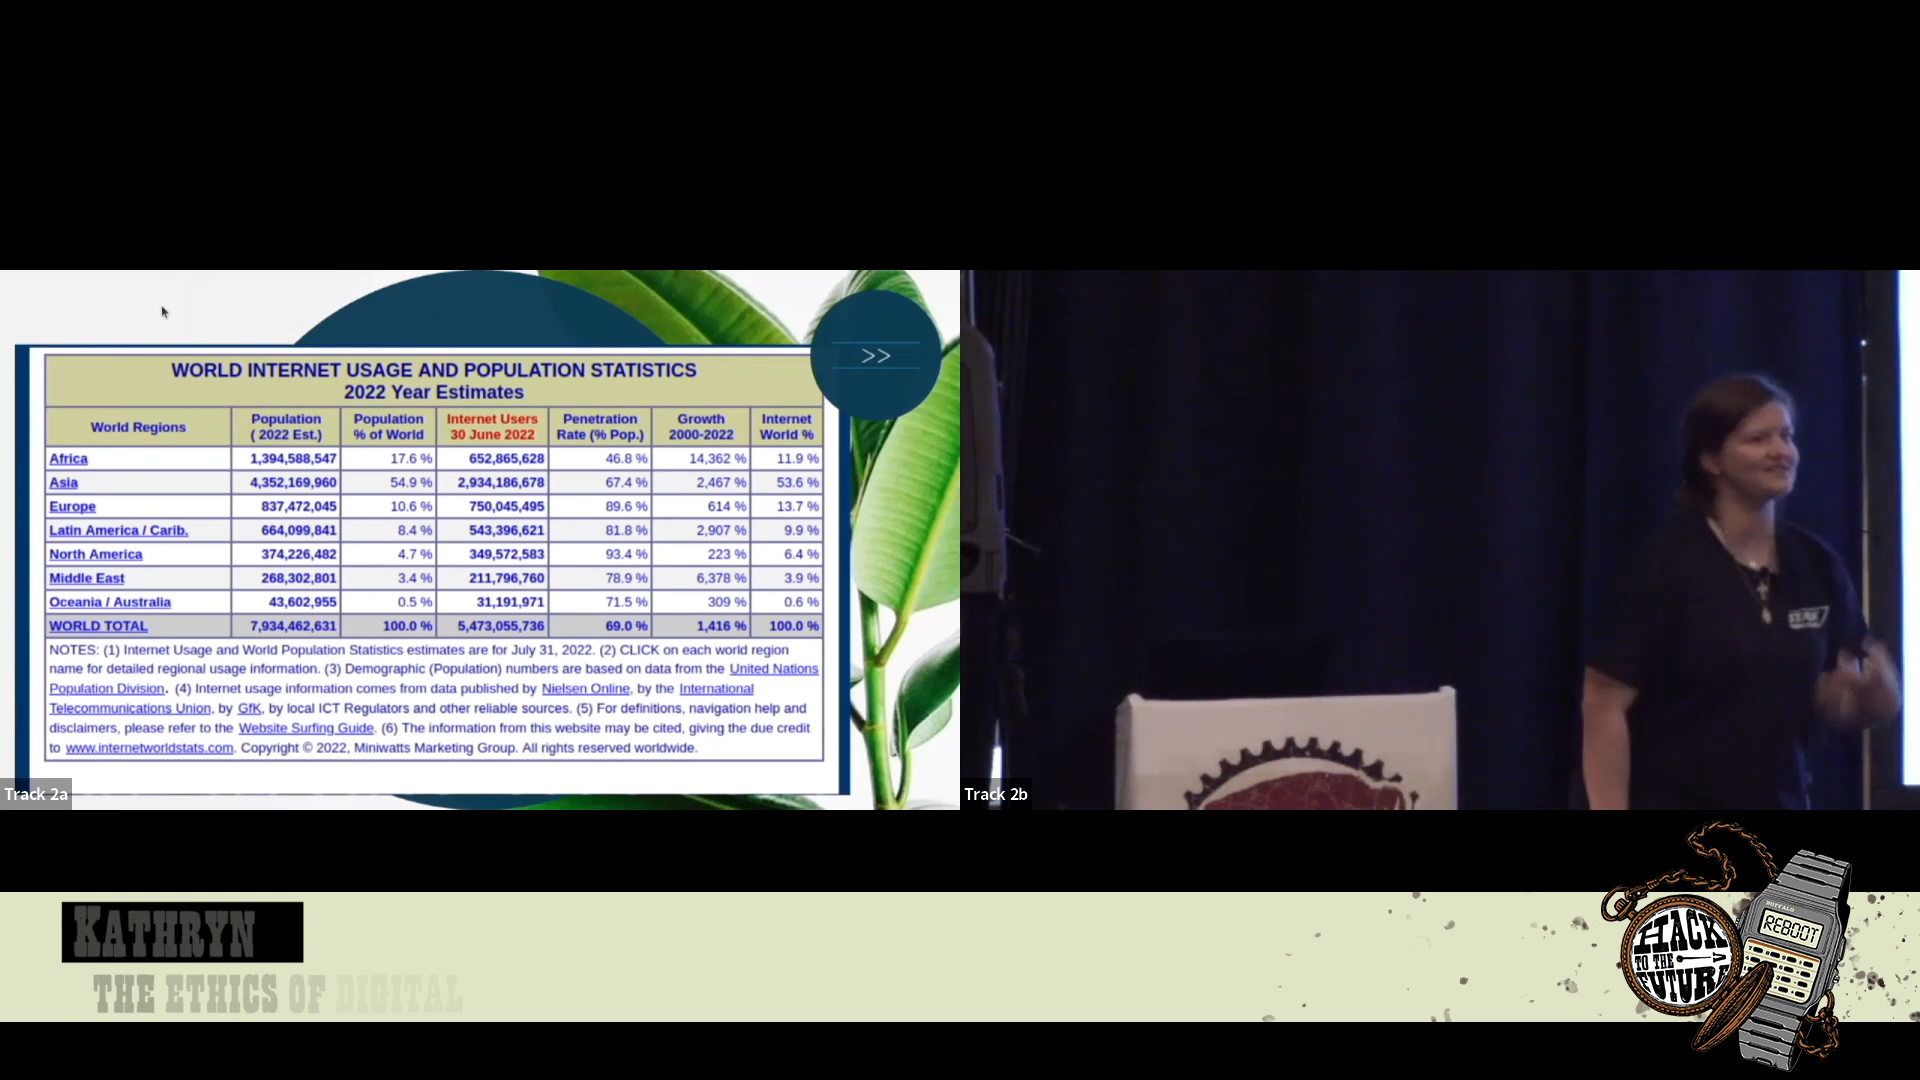 WORLD INTERNET USAGE AND POPULATION STATISTICS
2022 Year Estimates
World Regions Population ( 2022 Est.) Population % of World Internet Users 30 June 2022 Penetration Rate (% Pop.) Growth 2000-2022 Internet World %
Africa 1,394,588,547 17.6 % 652,865,628 46.8 % 14,362 % 11.9 %
Asia 4,352,169,960 54.9 % 2,934,186,678 67.4 % 2,467 % 53.6 %
Europe 837,472,045 10.6 % 750,045,495 89.6 % 614 % 13.7 %
Latin America / Carib. 664,099,841 8.4 % 543,396,621 81.8 % 2,907 % 9.9 %
North America 374,226,482 4.7 % 349,572,583 93.4 % 223 % 6.4 %
Middle East 268,302,801 3.4 % 211,796,760 78.9 % 6,378 % 3.9 %
Oceania / Australia 43,602,955 0.5 % 31,191,971 71.5 % 309 % 0.6 %
WORLD TOTAL 7,934,462,631 100.0 % 5,473,055,736 69.0 % 1,416 % 100.0 %
NOTES: (1) Internet Usage and World Population Statistics estimates are for July 31, 2022. (2) CLICK on each world region
name for detailed regional usage information. (3) Demographic (Population) numbers are based on data from the United Nations
Population Division. (4) Internet usage information comes from data published by Nielsen Online, by the International
Telecommunications Union, by GfK, by local ICT Regulators and other reliable sources. (5) For definitions, navigation help and
disclaimers, please refer to the Website Surfing Guide. (6) The information from this website may be cited, giving the due credit
to www.internetworldstats.com. Copyright © 2022, Miniwatts Marketing Group. All rights reserved worldwide.
>>
Track 2a
Track 2b
KATHRYN
THE ETHICS OF DIGITAL
HACK
TO THE
FUTURE
BUFFALO
REBOOT